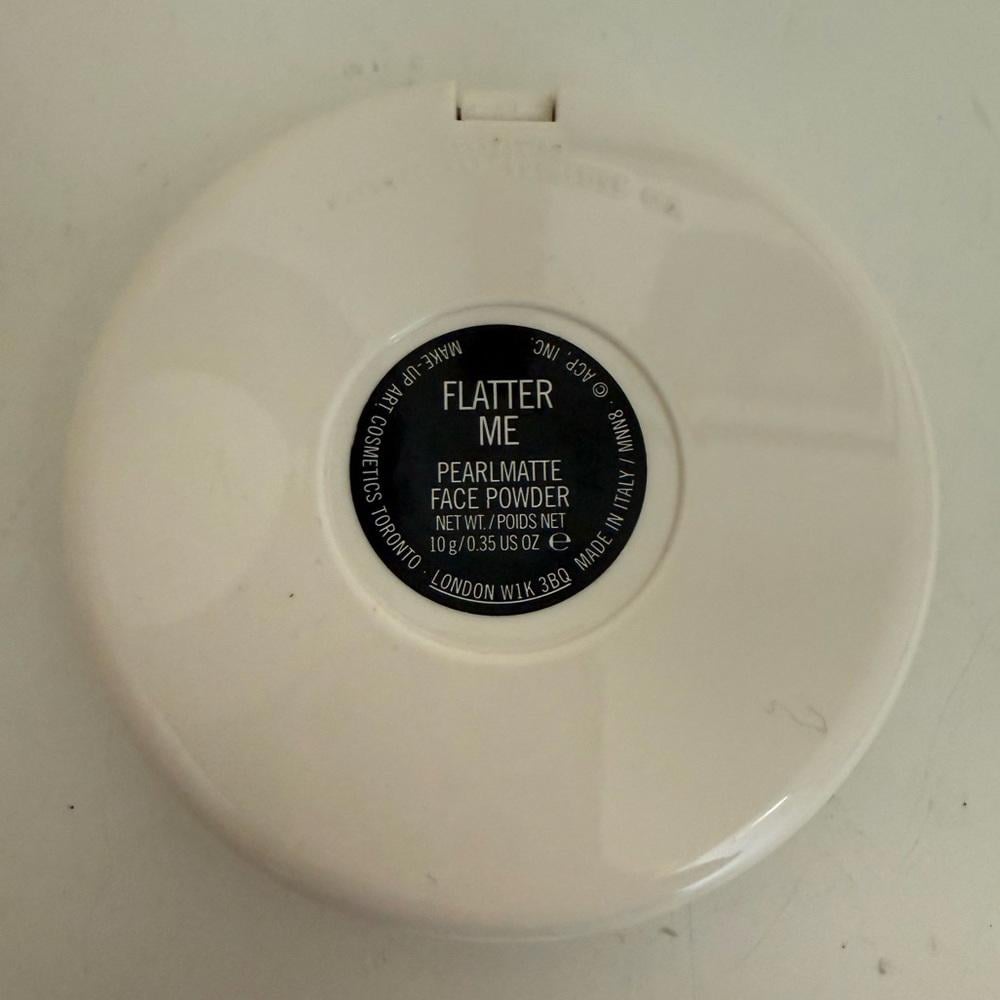 FLATTER
ME
PEARLMATTE
FACE POWDER
NET WT./POIDS NET
10 g/0.35 US OZ ℮
MAKE-UP ART COSMETICS TORONTO · LONDON W1K 3BQ MADE IN ITALY / MNN8 · © ACP, INC.